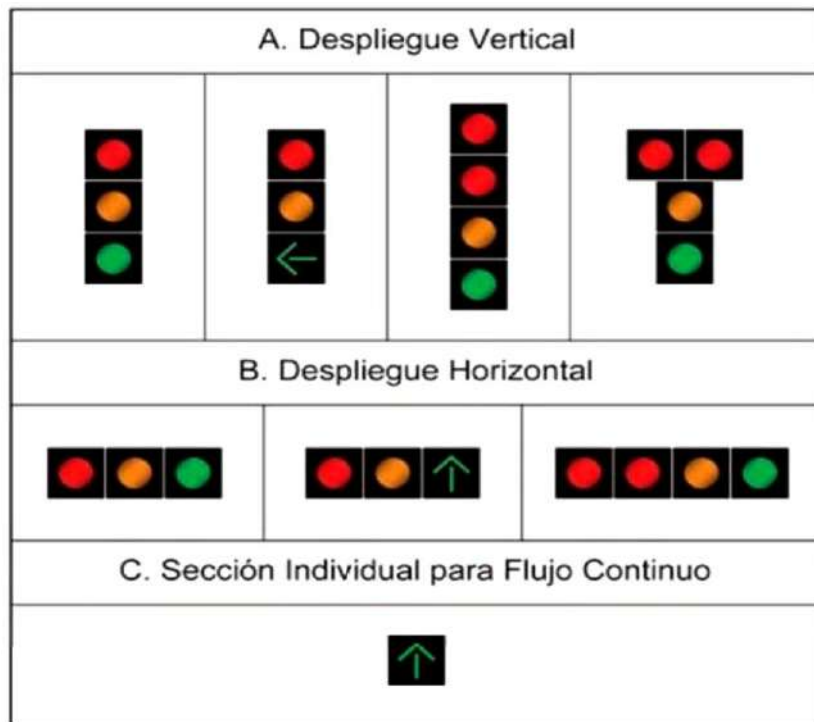 A. Despliegue Vertical
B. Despliegue Horizontal
C. Sección Individual para Flujo Continuo